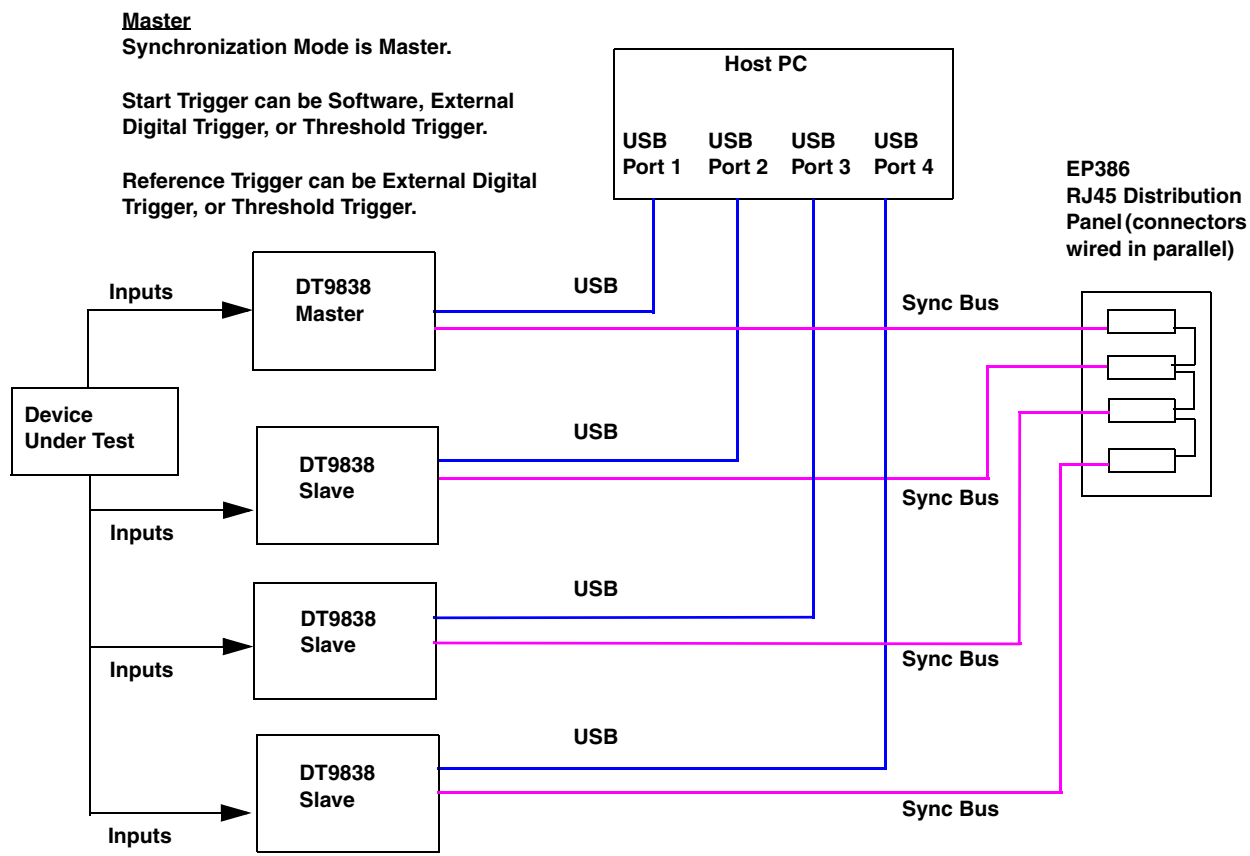 Master
Synchronization Mode is Master.
Start Trigger can be Software, External
Digital Trigger, or Threshold Trigger.
Reference Trigger can be External Digital
Trigger, or Threshold Trigger.
Host PC
USB
Port 1
USB
Port 2
USB
Port 3
USB
Port 4
EP386
RJ45 Distribution
Panel (connectors
wired in parallel)
Inputs
DT9838
Master
USB
Sync Bus
Device
Under Test
DT9838
Slave
USB
Sync Bus
Inputs
DT9838
Slave
USB
Sync Bus
Inputs
DT9838
Slave
USB
Sync Bus
Inputs